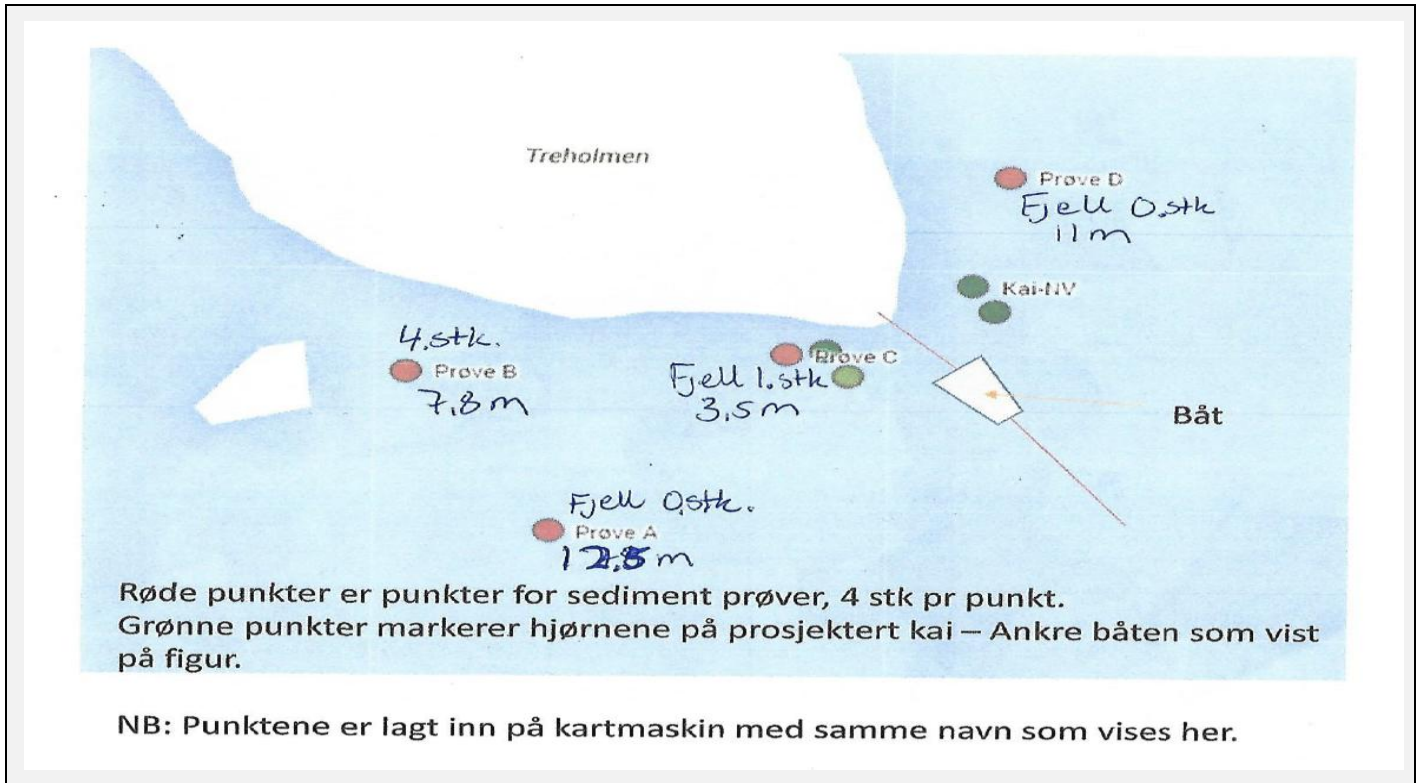 Treholmen
Prøve D
Fjell 0.stk
11 m
Kai-NV
4.stk.
Prøve B
7,8 m
Prøve C
Fjell 1.stk
3,5 m
Båt
Fjell 0.stk.
Prøve A
m
Røde punkter er punkter for sediment prøver, 4 stk pr punkt.
Grønne punkter markerer hjørnene på prosjektert kai – Ankre båten som vist
på figur.
NB: Punktene er lagt inn på kartmaskin med samme navn som vises her.